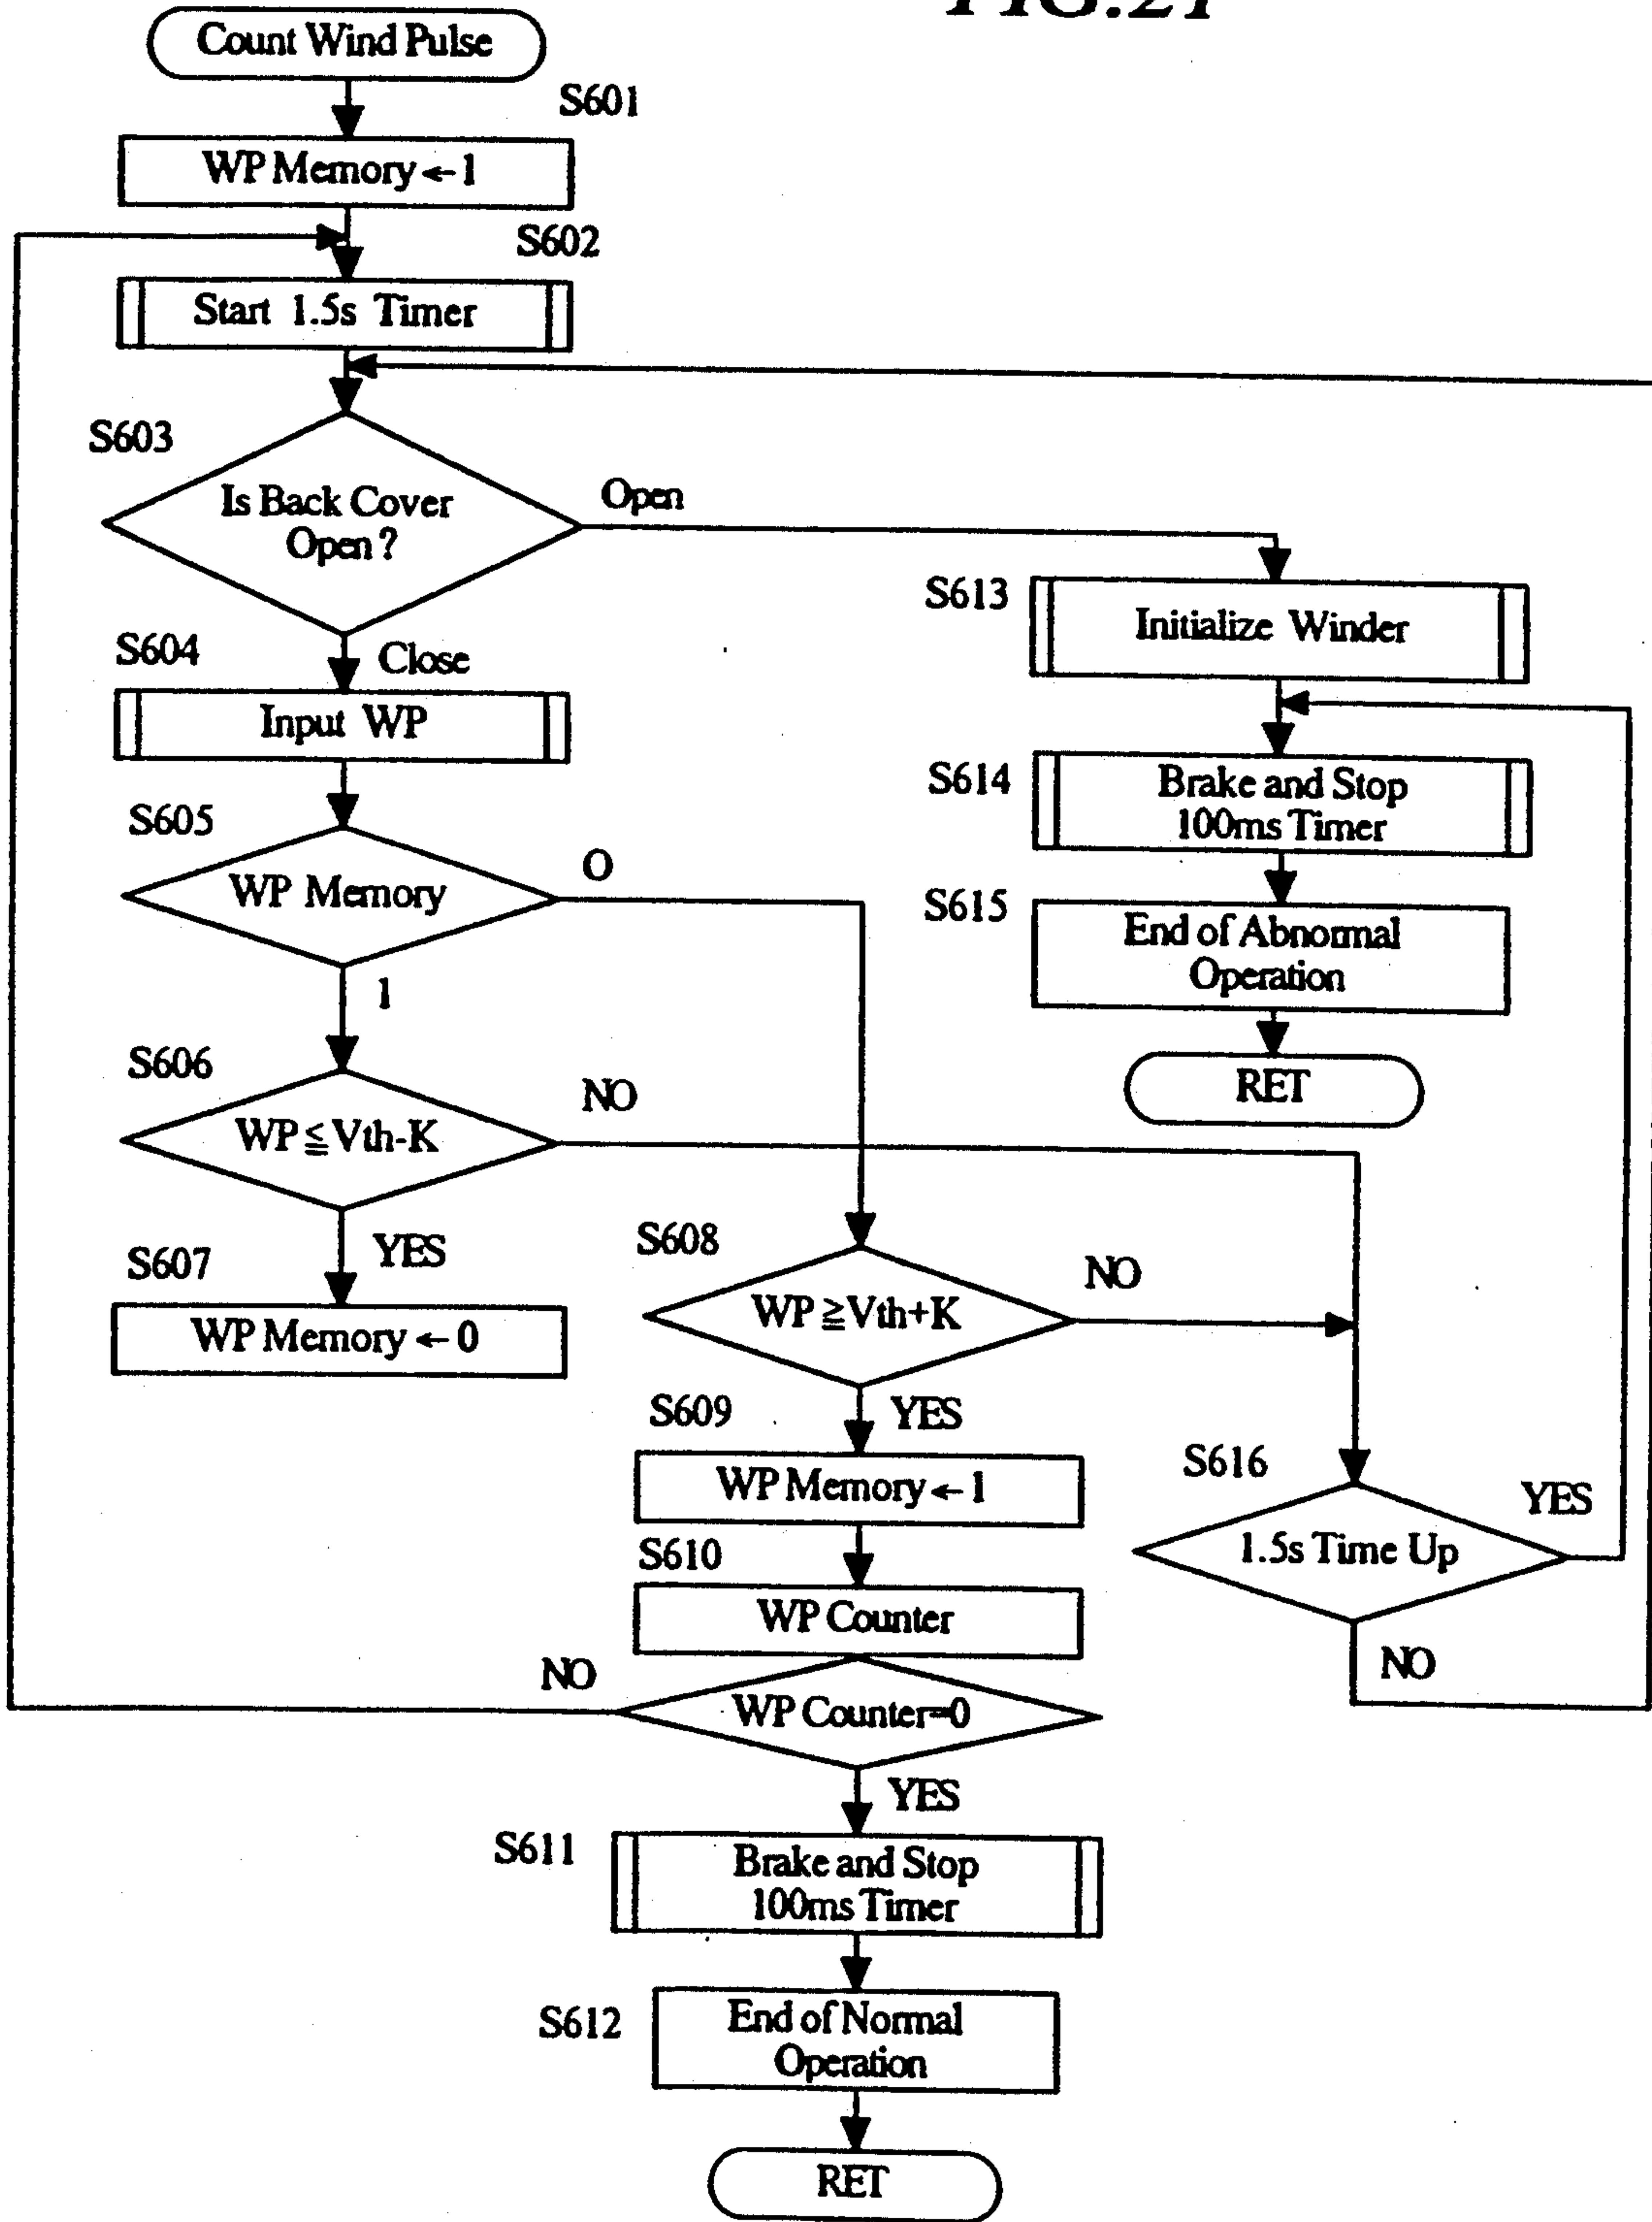 FIG.21
Count Wind Pulse
S601
WP Memory ← 1
S602
Start 1.5s Timer
S603
Is Back Cover
Open?
Open
Close
S604
Input WP
S605
WP Memory
O
1
S606
WP ≦ Vth-K
NO
YES
S607
WP Memory ← 0
S608
WP ≧ Vth+K
NO
YES
S609
WP Memory ← 1
S610
WP Counter
NO
WP Counter=0
YES
S611
Brake and Stop
100ms Timer
S612
End of Normal
Operation
RET
S613
Initialize Winder
S614
Brake and Stop
100ms Timer
S615
End of Abnormal
Operation
RET
S616
1.5s Time Up
YES
NO